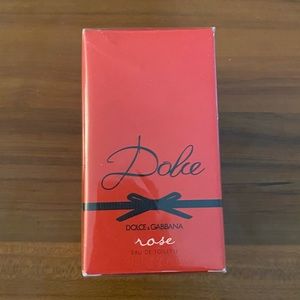 Dolce
DOLCE & GABBANA
rose
EAU DE TOILETTE